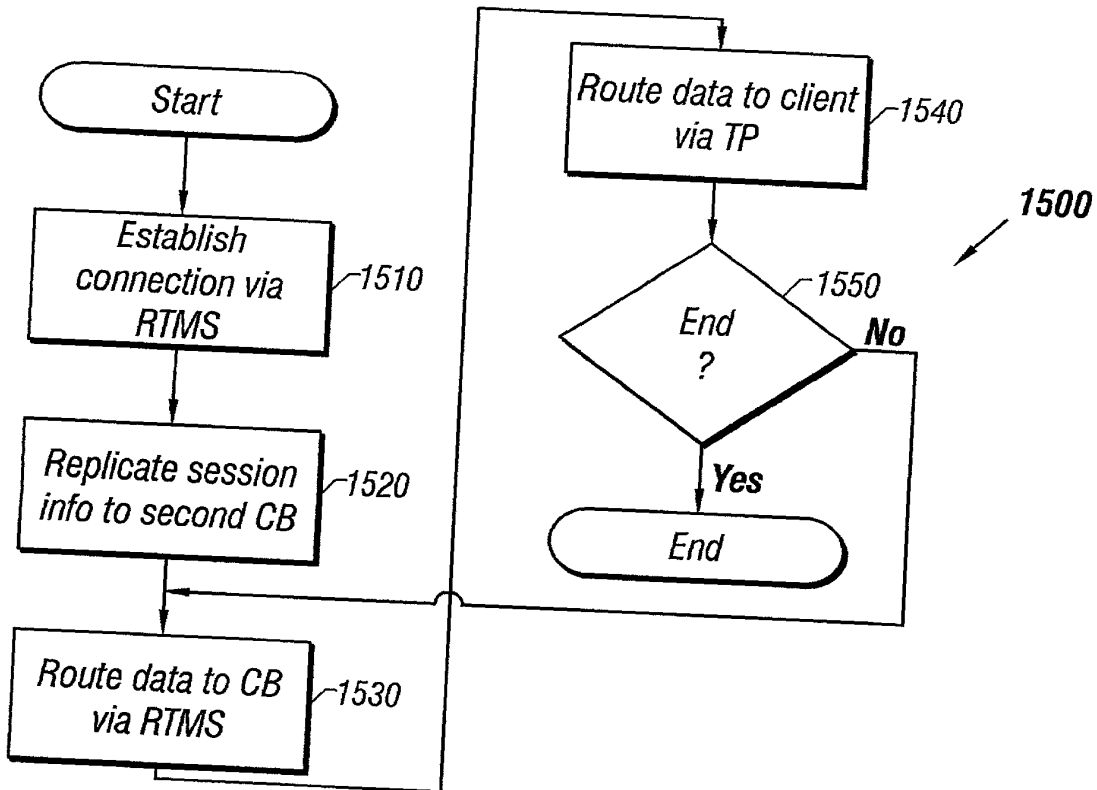 Start
Establish
connection via
RTMS
1510
Replicate session
info to second CB
1520
Route data to CB
via RTMS
1530
Route data to client
via TP
1540
1500
End
?
1550
No
Yes
End